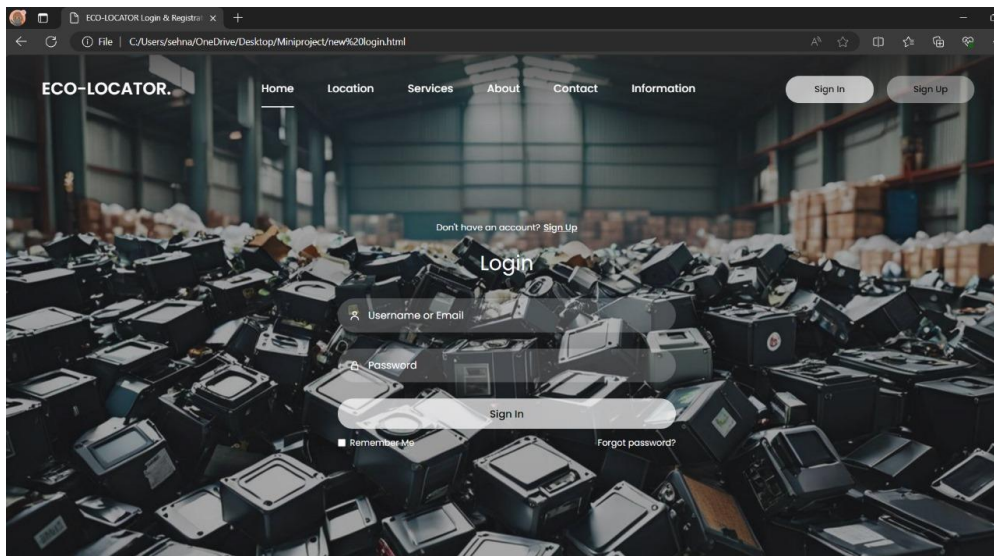 ECO-LOCATOR Login & Registrat
File | C:/Users/sehna/OneDrive/Desktop/Miniproject/new%20login.html
ECO-LOCATOR. Home Location Services About Contact Information Sign In Sign Up
Don't have an account? Sign Up
Login
Username or Email
Password
Sign In
Remember Me Forgot password?